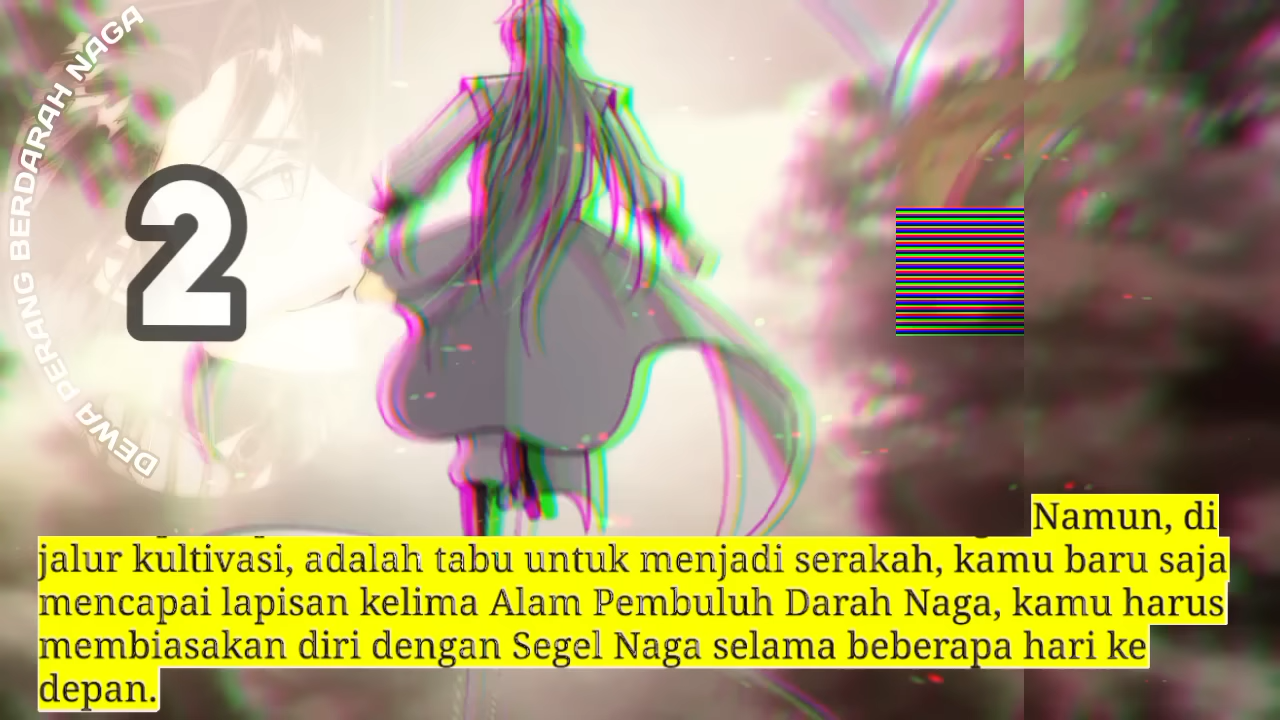 DEWA PERANG BERDARAH NAGA
2
Namun, di
jalur kultivasi, adalah tabu untuk menjadi serakah, kamu baru saja
mencapai lapisan kelima Alam Pembuluh Darah Naga, kamu harus
membiasakan diri dengan Segel Naga selama beberapa hari ke
depan.